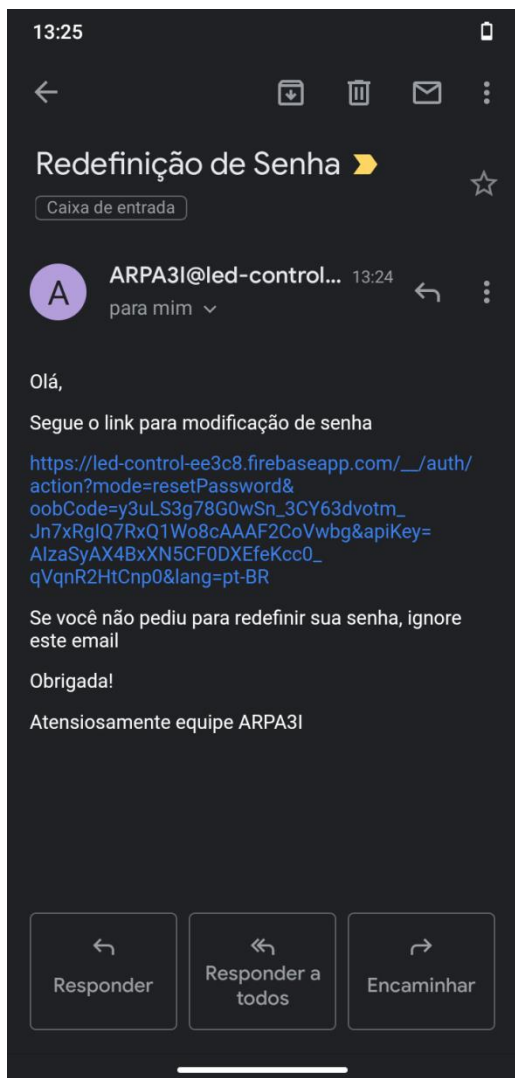 13:25
Redefinição de Senha
Caixa de entrada
A
ARPA3I@led-control... 13:24
para mim
Olá,
Segue o link para modificação de senha
https://led-control-ee3c8.firebaseapp.com/__/auth/
action?mode=resetPassword&
oobCode=y3uLS3g78G0wSn_3CY63dvotm_
Jn7xRgIQ7RxQ1Wo8cAAAF2CoVwbg&apiKey=
AIzaSyAX4BxXN5CF0DXEfeKcc0_
qVqnR2HtCnp0&lang=pt-BR
Se você não pediu para redefinir sua senha, ignore
este email
Obrigada!
Atensiosamente equipe ARPA3I
Responder
Responder a
todos
Encaminhar